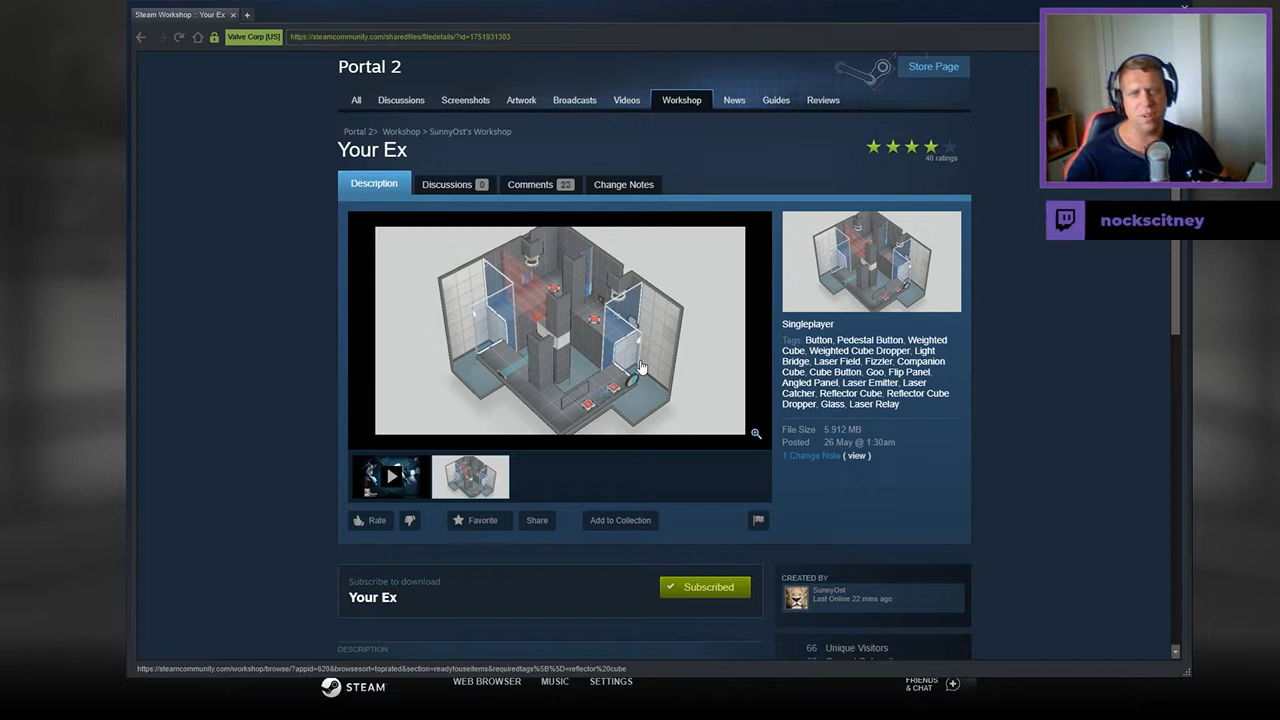 Steam Workshop :: Your Ex
Valve Corp [US]
https://steamcommunity.com/sharedfiles/filedetails/?id=1751931303
Portal 2
Store Page
All Discussions Screenshots Artwork Broadcasts Videos Workshop News Guides Reviews
Portal 2> Workshop > SunnyOst's Workshop
Your Ex
40 ratings
Description Discussions 0 Comments 23 Change Notes
Singleplayer
Tags: Button, Pedestal Button, Weighted
Cube, Weighted Cube Dropper, Light
Bridge, Laser Field, Fizzler, Companion
Cube, Cube Button, Goo, Flip Panel,
Angled Panel, Laser Emitter, Laser
Catcher, Reflector Cube, Reflector Cube
Dropper, Glass, Laser Relay
File Size 5.912 MB
Posted 26 May @ 1:30am
1 Change Note ( view )
Rate Favorite Share Add to Collection
Subscribe to download
Your Ex
Subscribed
CREATED BY
SunnyOst
Last Online 22 mins ago
DESCRIPTION
66 Unique Visitors
https://steamcommunity.com/workshop/browse/?appid=620&browsesort=toprated&section=readytouseitems&requiredtags%5B%5D=reflector%20cube
STEAM
WEB BROWSER MUSIC SETTINGS
FRIENDS
& CHAT
nockscitney